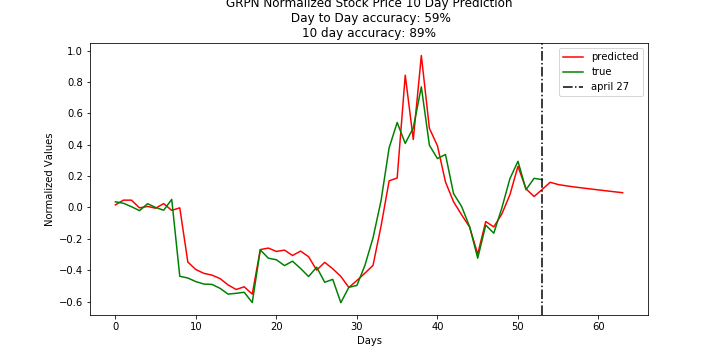 GRPN Normalized Stock Price 10 Day Prediction
Day to Day accuracy: 59%
10 day accuracy: 89%
predicted
true
april 27
Normalized Values
1.0
0.8
0.6
0.4
0.2
0.0
−0.2
−0.4
−0.6
0
10
20
30
40
50
60
Days